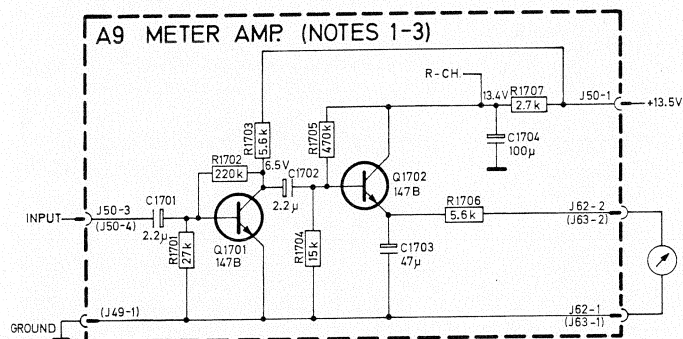 A9 METER AMP. (NOTES 1-3)
R-CH.
13.4V
R1707
2.7k
J50-1
+13.5V
R1703
5.6k
R1705
470k
C1704
100µ
R1702
220k
6.5V
C1702
2.2µ
Q1702
147B
R1706
5.6k
J62-2
(J63-2)
INPUT
J50-3
(J50-4)
C1701
2.2µ
R1701
27k
Q1701
147B
R1704
15k
C1703
47µ
GROUND
(J49-1)
J62-1
(J63-1)